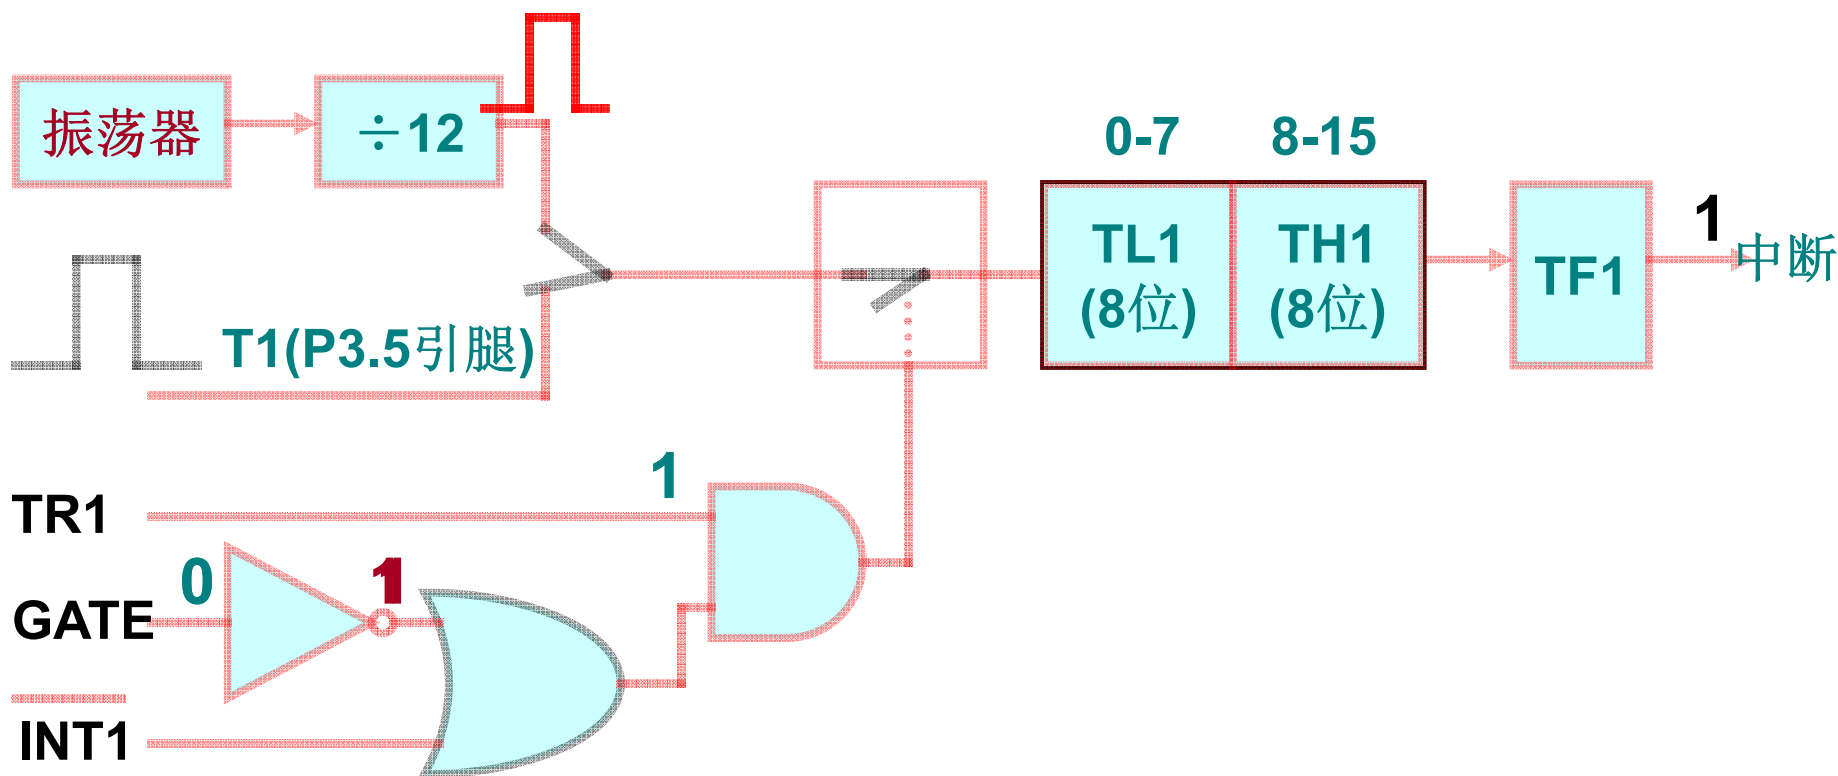 振荡器
÷12
0-7
8-15
TL1
(8位)
TH1
(8位)
TF1
1
中断
T1(P3.5引腿)
TR1
1
GATE
0
1
INT1